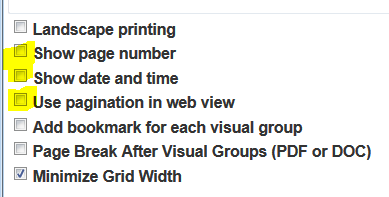 Landscape printing
Show page number
Show date and time
Use pagination in web view
Add bookmark for each visual group
Page Break After Visual Groups (PDF or DOC)
Minimize Grid Width